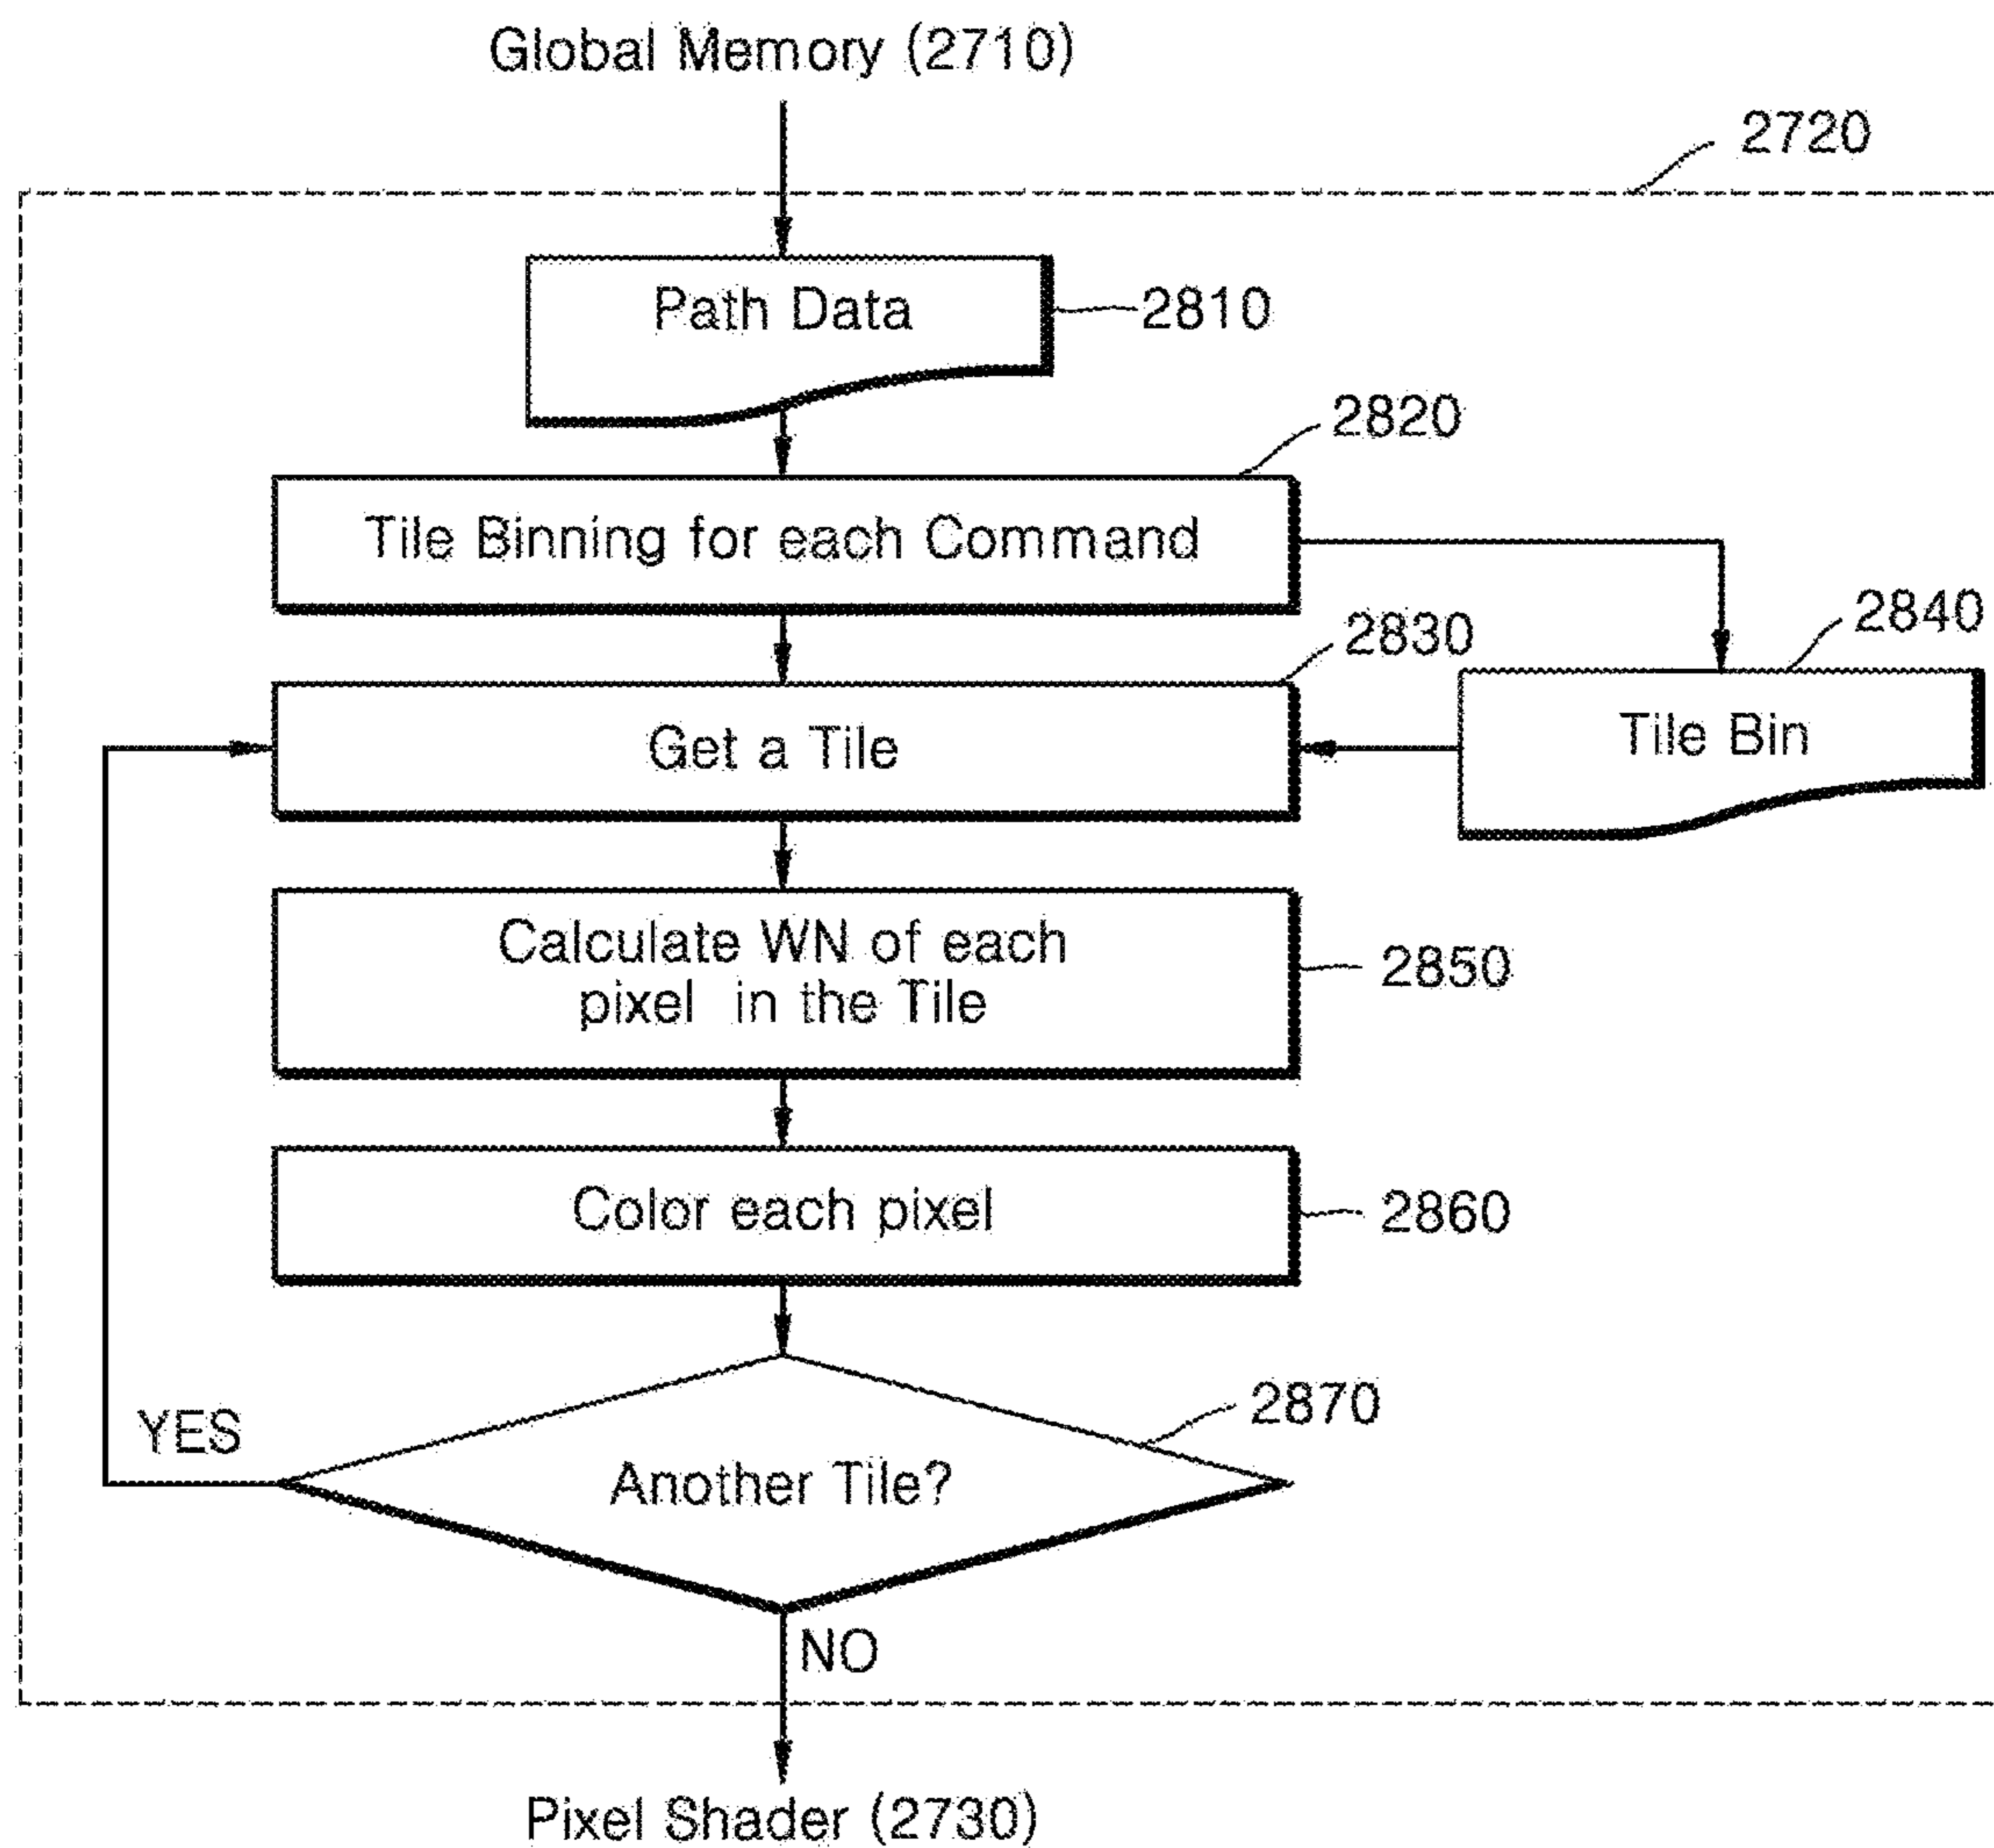 Global Memory (2710)
2720
Path Data
2810
2820
Tile Binning for each Command
2830
2840
Get a Tile
Tile Bin
Calculate WN of each
pixel in the Tile
2850
Color each pixel
2860
2870
YES
Another Tile?
NO
Pixel Shader (2730)